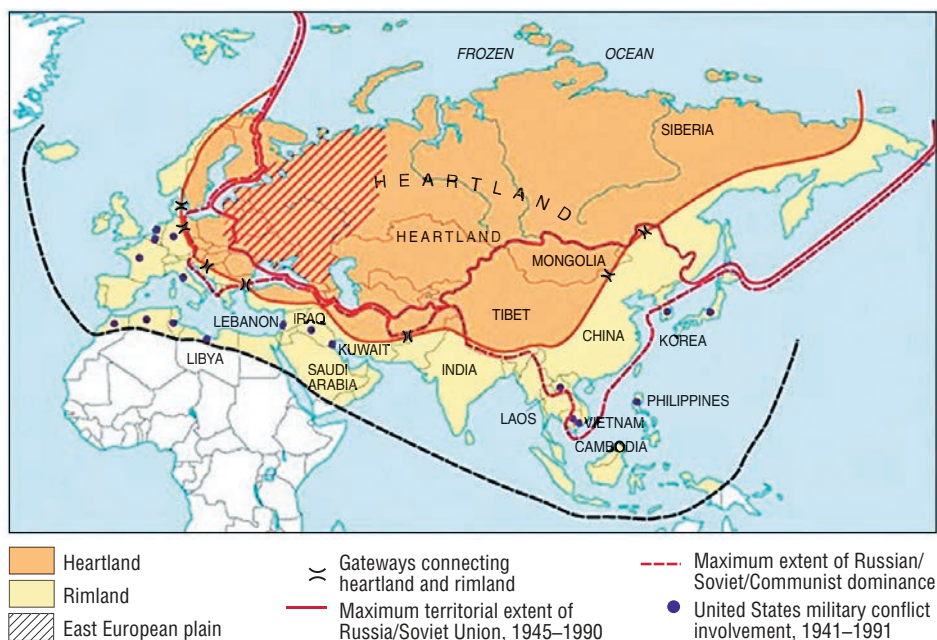 FROZEN OCEAN
SIBERIA
HEARTLAND
HEARTLAND
MONGOLIA
TIBET
CHINA
KOREA
LEBANON
IRAQ
KUWAIT
LIBYA
SAUDI
ARABIA
INDIA
LAOS
VIETNAM
CAMBODIA
PHILIPPINES
Heartland
Rimland
East European plain
Gateways connecting
heartland and rimland
Maximum territorial extent of
Russia/Soviet Union, 1945–1990
Maximum extent of Russian/
Soviet/Communist dominance
United States military conflict
involvement, 1941–1991